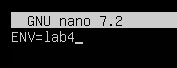 GNU nano 7.2
ENV=lab4